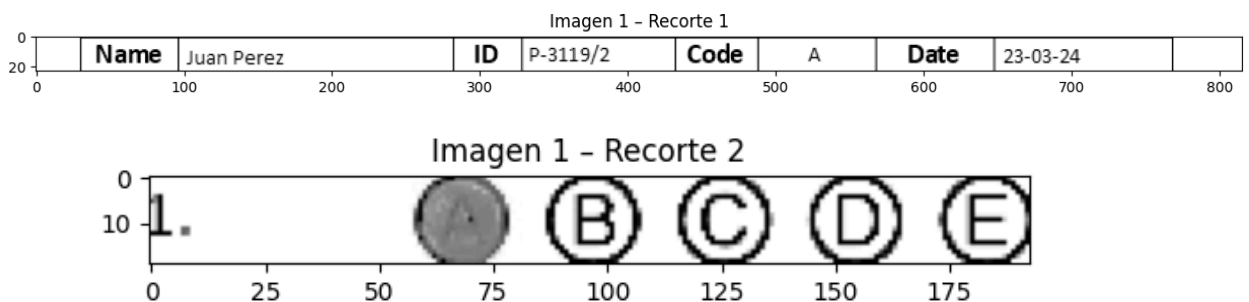 Imagen 1 – Recorte 1
0
20
Name Juan Perez ID P-3119/2 Code A Date 23-03-24
0 100 200 300 400 500 600 700 800
Imagen 1 – Recorte 2
0
10
1. A B C D E
0 25 50 75 100 125 150 175